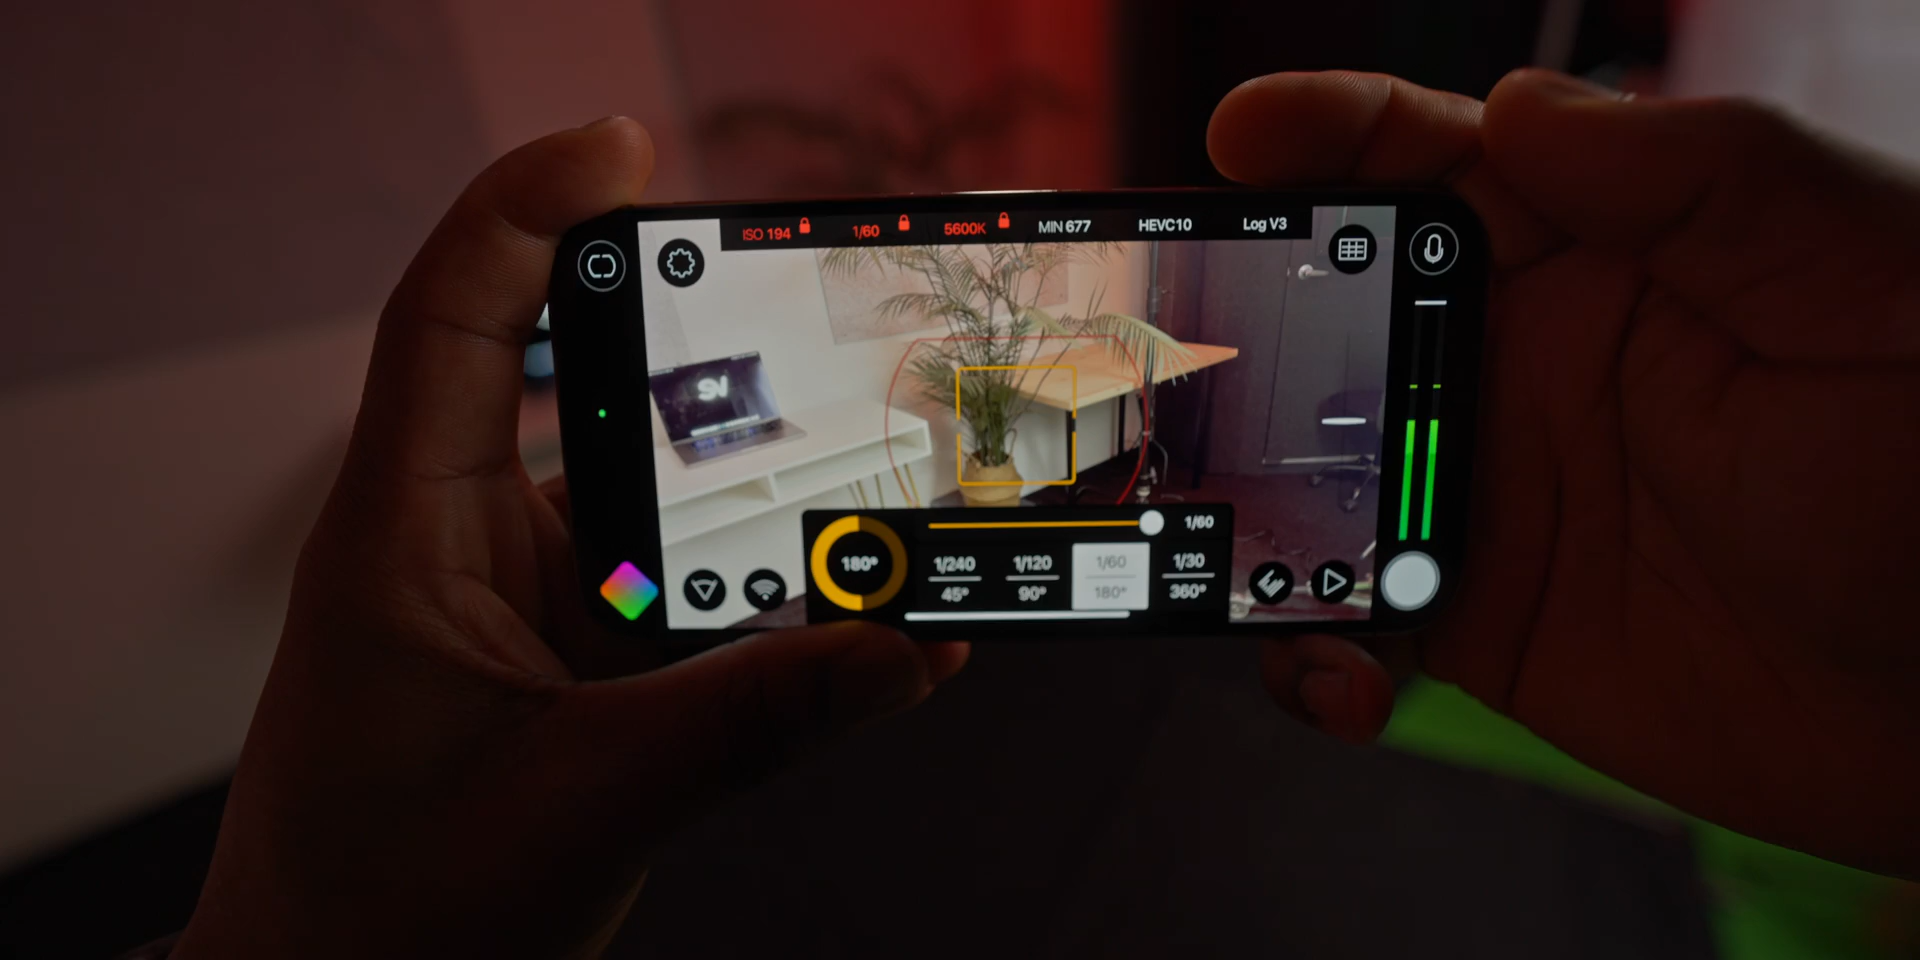 ISO 194 1/60 5600K MIN 677 HEVC10 Log V3
SV
1/60
180°
1/240 1/120 1/60 1/30
45° 90° 180° 360°